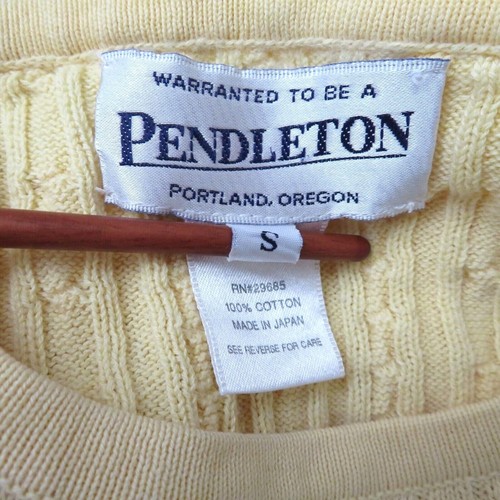 WARRANTED TO BE A
PENDLETON
PORTLAND, OREGON
S
RN#29685
100% COTTON
MADE IN JAPAN
SEE REVERSE FOR CARE